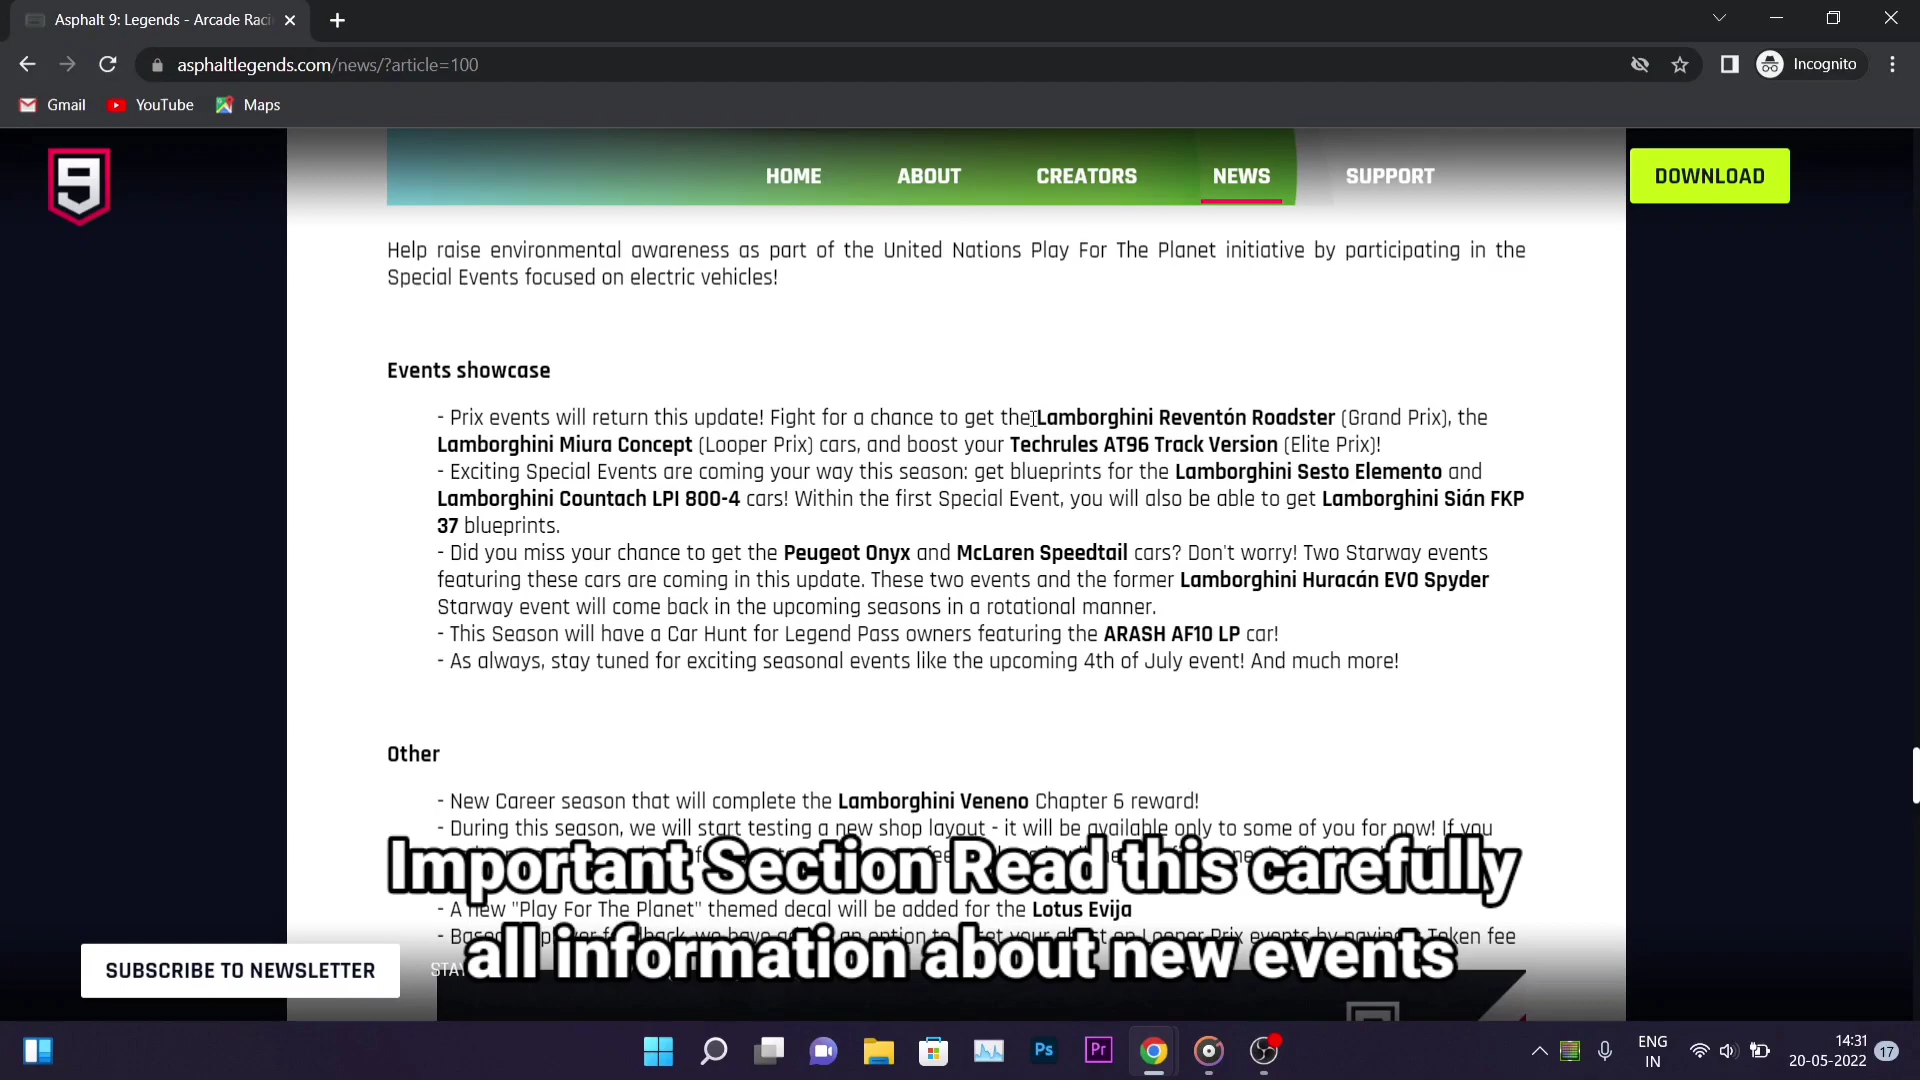 Asphalt 9: Legends - Arcade Raci
asphaltlegends.com/news/?article=100
Incognito
Gmail
YouTube
Maps
9
HOME
ABOUT
CREATORS
NEWS
SUPPORT
DOWNLOAD
Help raise environmental awareness as part of the United Nations Play For The Planet initiative by participating in the
Special Events focused on electric vehicles!
Events showcase
- Prix events will return this update! Fight for a chance to get the Lamborghini Reventón Roadster (Grand Prix), the
Lamborghini Miura Concept (Looper Prix) cars, and boost your Techrules AT96 Track Version (Elite Prix)!
- Exciting Special Events are coming your way this season: get blueprints for the Lamborghini Sesto Elemento and
Lamborghini Countach LPI 800-4 cars! Within the first Special Event, you will also be able to get Lamborghini Sián FKP
37 blueprints.
- Did you miss your chance to get the Peugeot Onyx and McLaren Speedtail cars? Don't worry! Two Starway events
featuring these cars are coming in this update. These two events and the former Lamborghini Huracán EVO Spyder
Starway event will come back in the upcoming seasons in a rotational manner.
- This Season will have a Car Hunt for Legend Pass owners featuring the ARASH AF10 LP car!
- As always, stay tuned for exciting seasonal events like the upcoming 4th of July event! And much more!
Other
- New Career season that will complete the Lamborghini Veneno Chapter 6 reward!
- During this season, we will start testing a new shop layout - it will be available only to some of you for now! If you
Important Section Read this carefully
- A new "Play For The Planet" themed decal will be added for the Lotus Evija
Looper Prix events by paying a Token fee
all information about new events
SUBSCRIBE TO NEWSLETTER
Ps
Pr
ENG
IN
14:31
20-05-2022
17